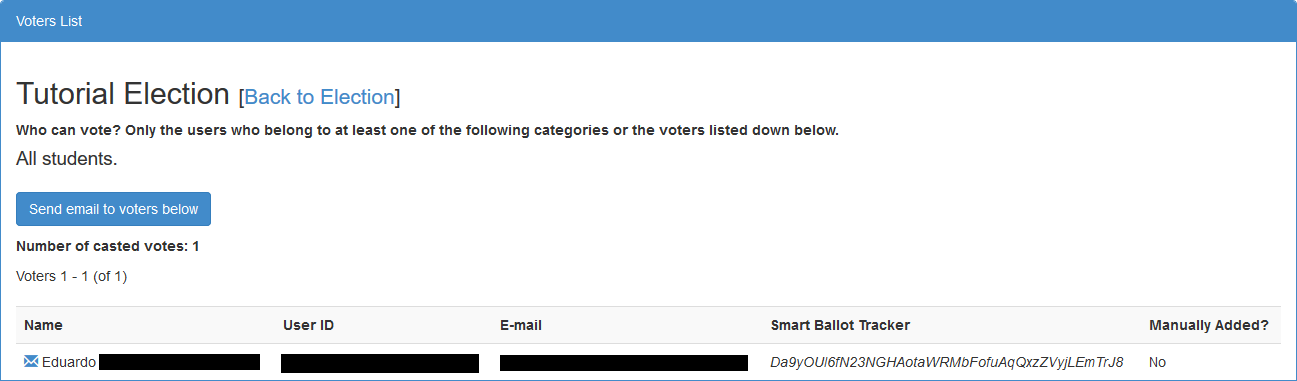 Voters List
Tutorial Election [Back to Election]
Who can vote? Only the users who belong to at least one of the following categories or the voters listed down below.
All students.
Send email to voters below
Number of casted votes: 1
Voters 1 - 1 (of 1)
Name User ID E-mail Smart Ballot Tracker Manually Added?
Eduardo Da9yOUl6fN23NGHAotaWRMbFofuAqQxzZVyjLEmTrJ8 No